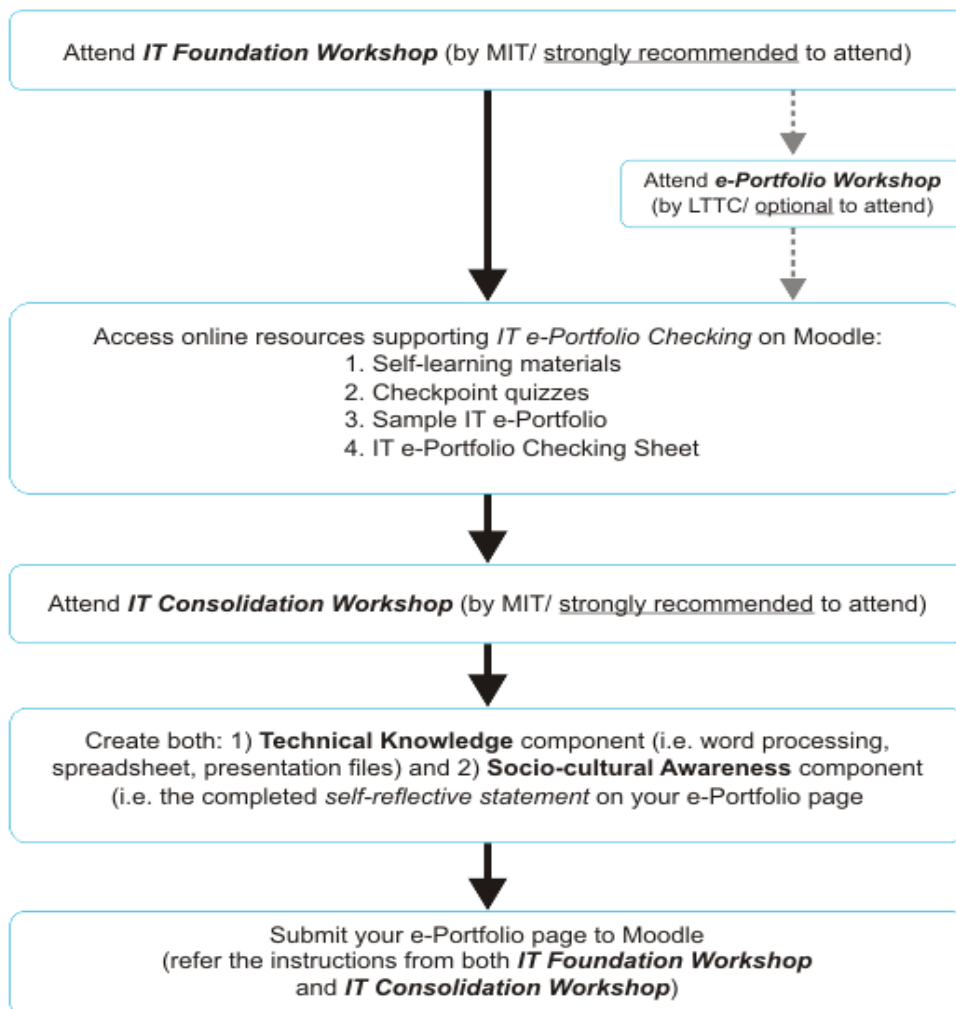 Attend IT Foundation Workshop (by MIT/ strongly recommended to attend)
Attend e-Portfolio Workshop
(by LTTC/ optional to attend)
Access online resources supporting IT e-Portfolio Checking on Moodle:
1. Self-learning materials
2. Checkpoint quizzes
3. Sample IT e-Portfolio
4. IT e-Portfolio Checking Sheet
Attend IT Consolidation Workshop (by MIT/ strongly recommended to attend)
Create both: 1) Technical Knowledge component (i.e. word processing,
spreadsheet, presentation files) and 2) Socio-cultural Awareness component
(i.e. the completed self-reflective statement on your e-Portfolio page
Submit your e-Portfolio page to Moodle
(refer the instructions from both IT Foundation Workshop
and IT Consolidation Workshop)